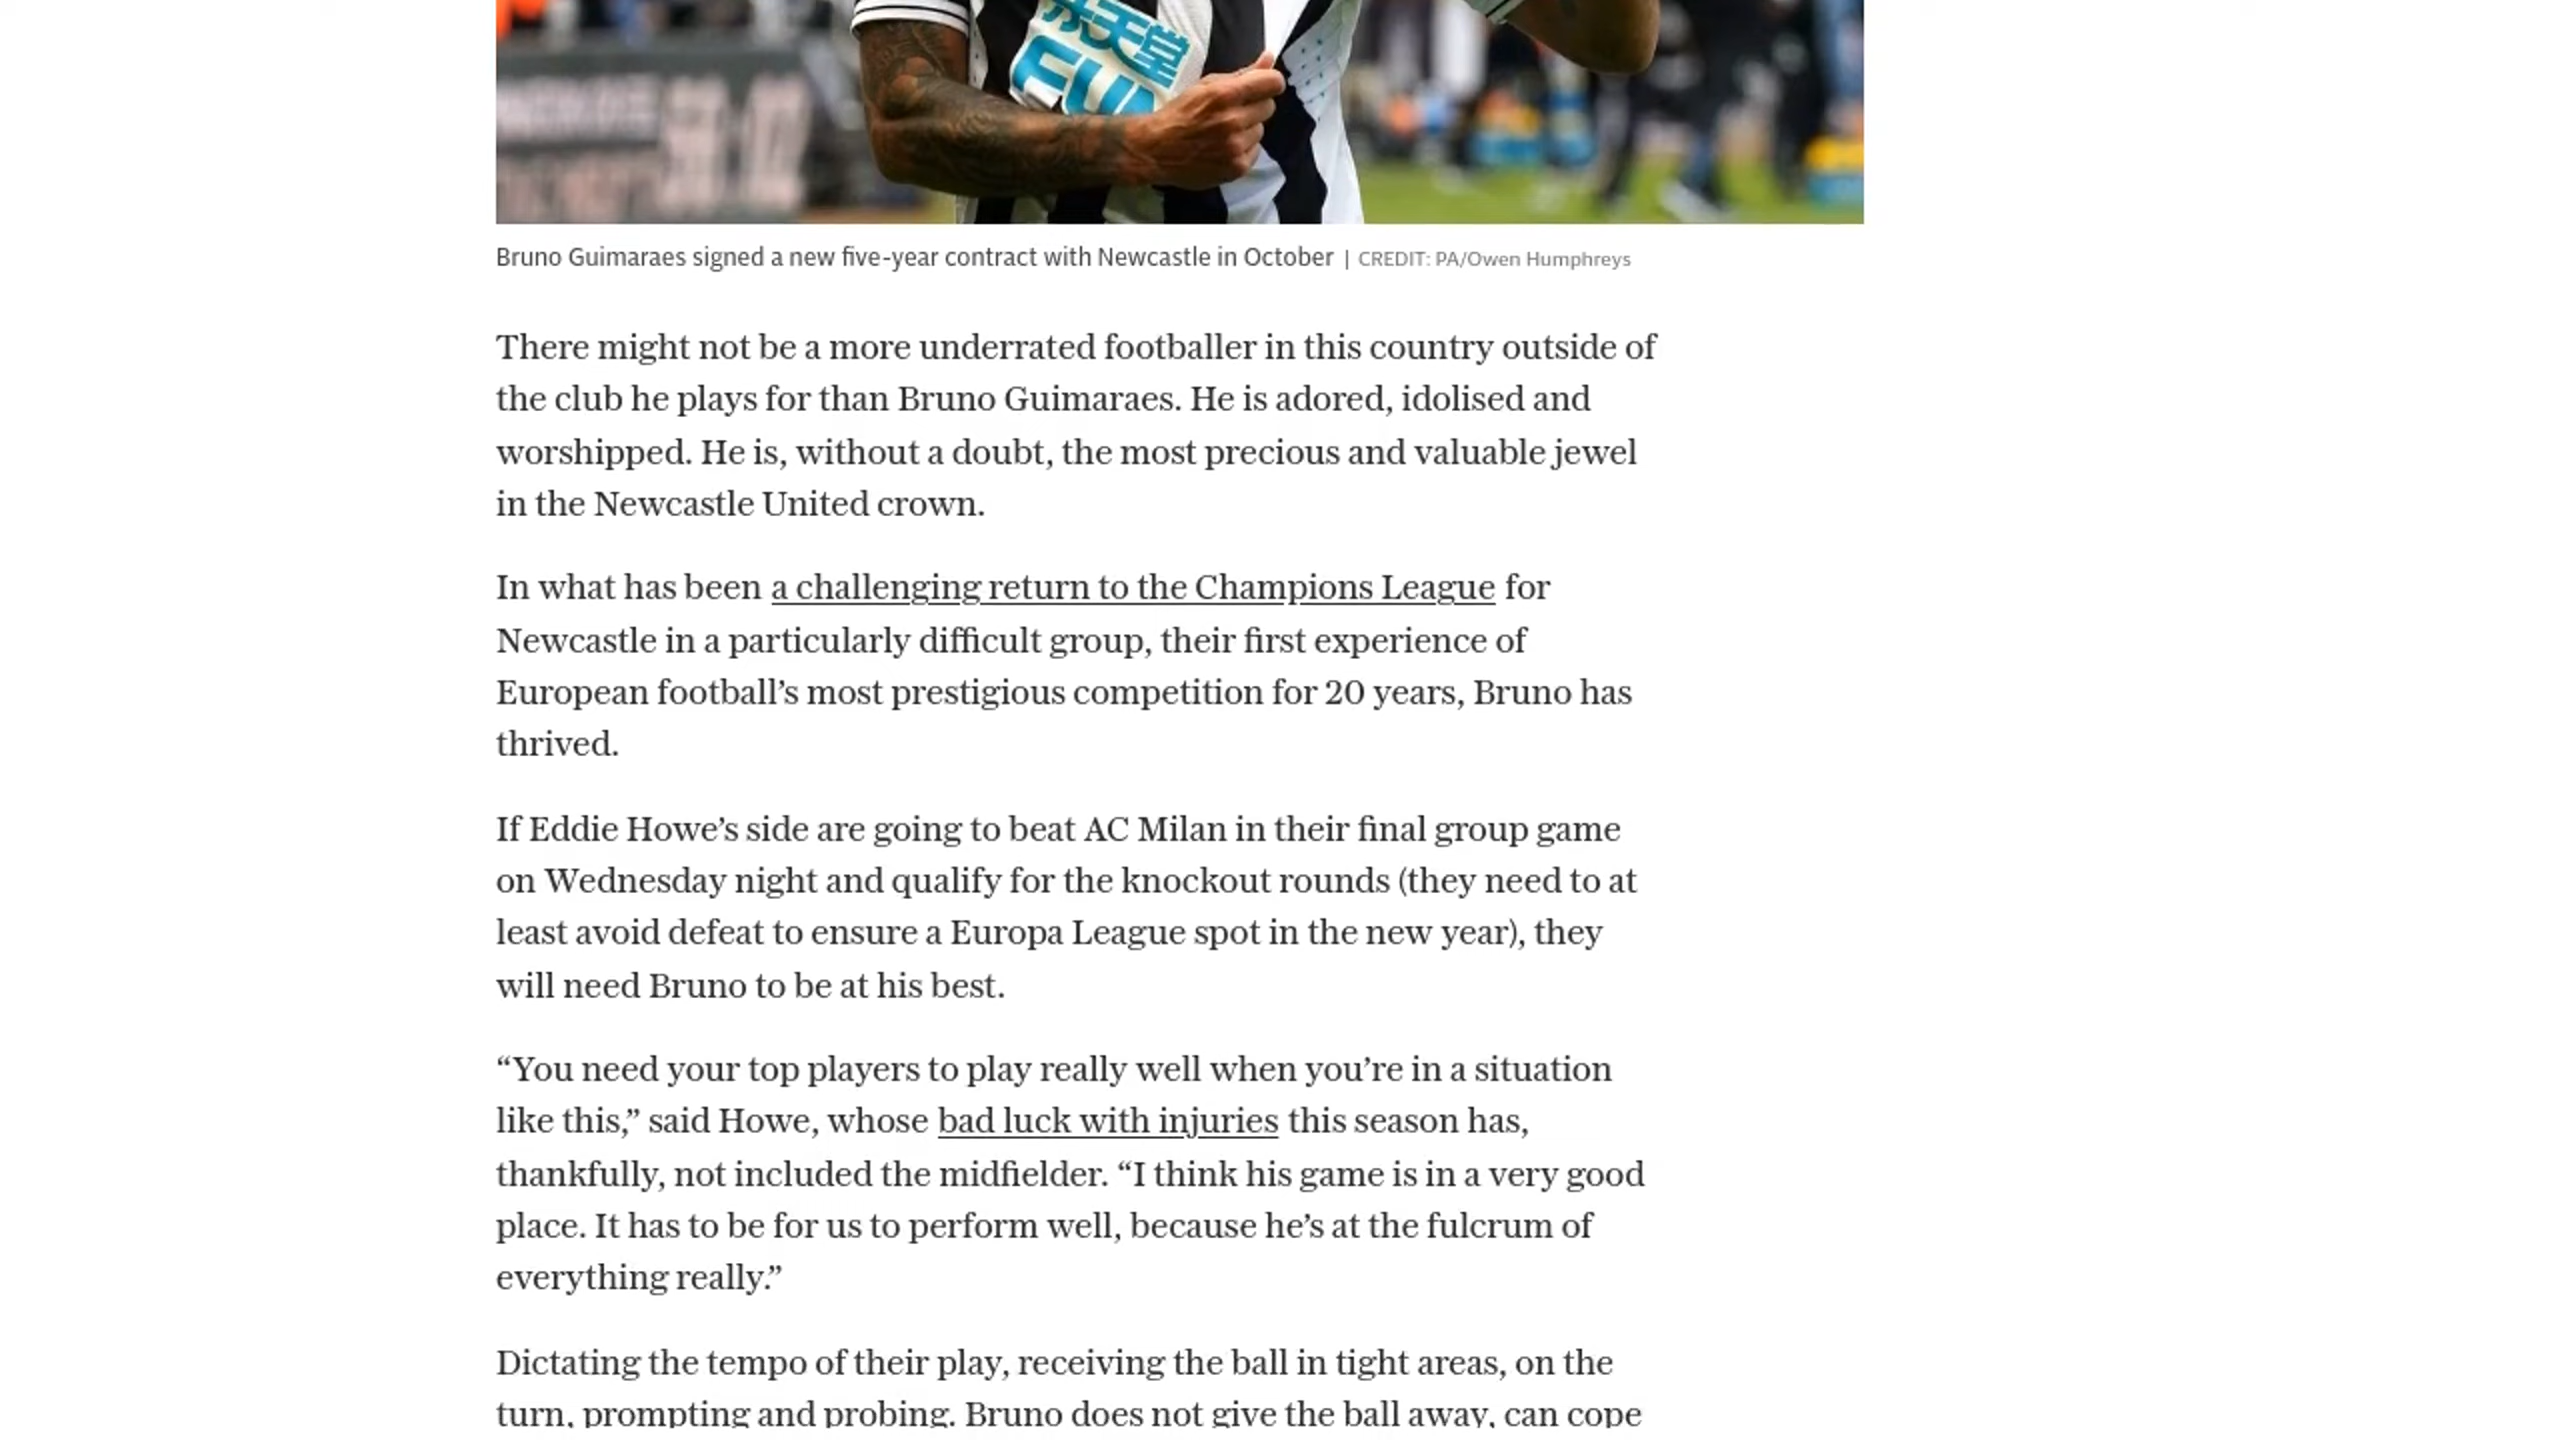 天堂
FUN
Bruno Guimaraes signed a new five-year contract with Newcastle in October | CREDIT: PA/Owen Humphreys
There might not be a more underrated footballer in this country outside of
the club he plays for than Bruno Guimaraes. He is adored, idolised and
worshipped. He is, without a doubt, the most precious and valuable jewel
in the Newcastle United crown.
In what has been a challenging return to the Champions League for
Newcastle in a particularly difficult group, their first experience of
European football’s most prestigious competition for 20 years, Bruno has
thrived.
If Eddie Howe’s side are going to beat AC Milan in their final group game
on Wednesday night and qualify for the knockout rounds (they need to at
least avoid defeat to ensure a Europa League spot in the new year), they
will need Bruno to be at his best.
“You need your top players to play really well when you’re in a situation
like this,” said Howe, whose bad luck with injuries this season has,
thankfully, not included the midfielder. “I think his game is in a very good
place. It has to be for us to perform well, because he’s at the fulcrum of
everything really.”
Dictating the tempo of their play, receiving the ball in tight areas, on the
turn, prompting and probing. Bruno does not give the ball away, can cope